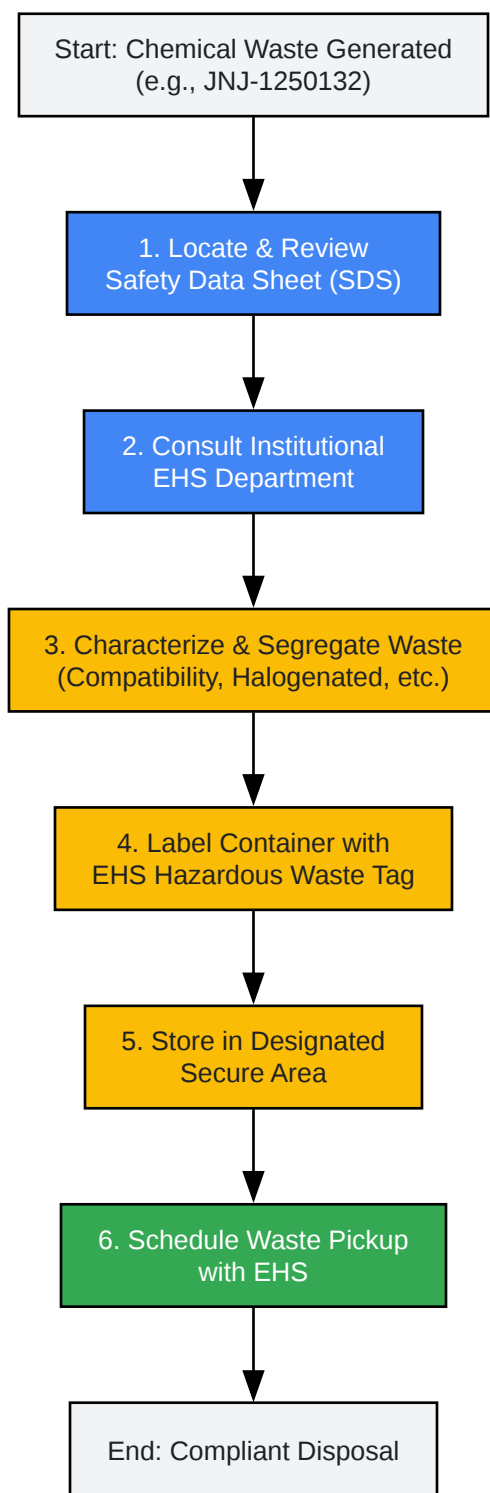 Start: Chemical Waste Generated
(e.g., JNJ-1250132)
1. Locate & Review
Safety Data Sheet (SDS)
2. Consult Institutional
EHS Department
3. Characterize & Segregate Waste
(Compatibility, Halogenated, etc.)
4. Label Container with
EHS Hazardous Waste Tag
5. Store in Designated
Secure Area
6. Schedule Waste Pickup
with EHS
End: Compliant Disposal